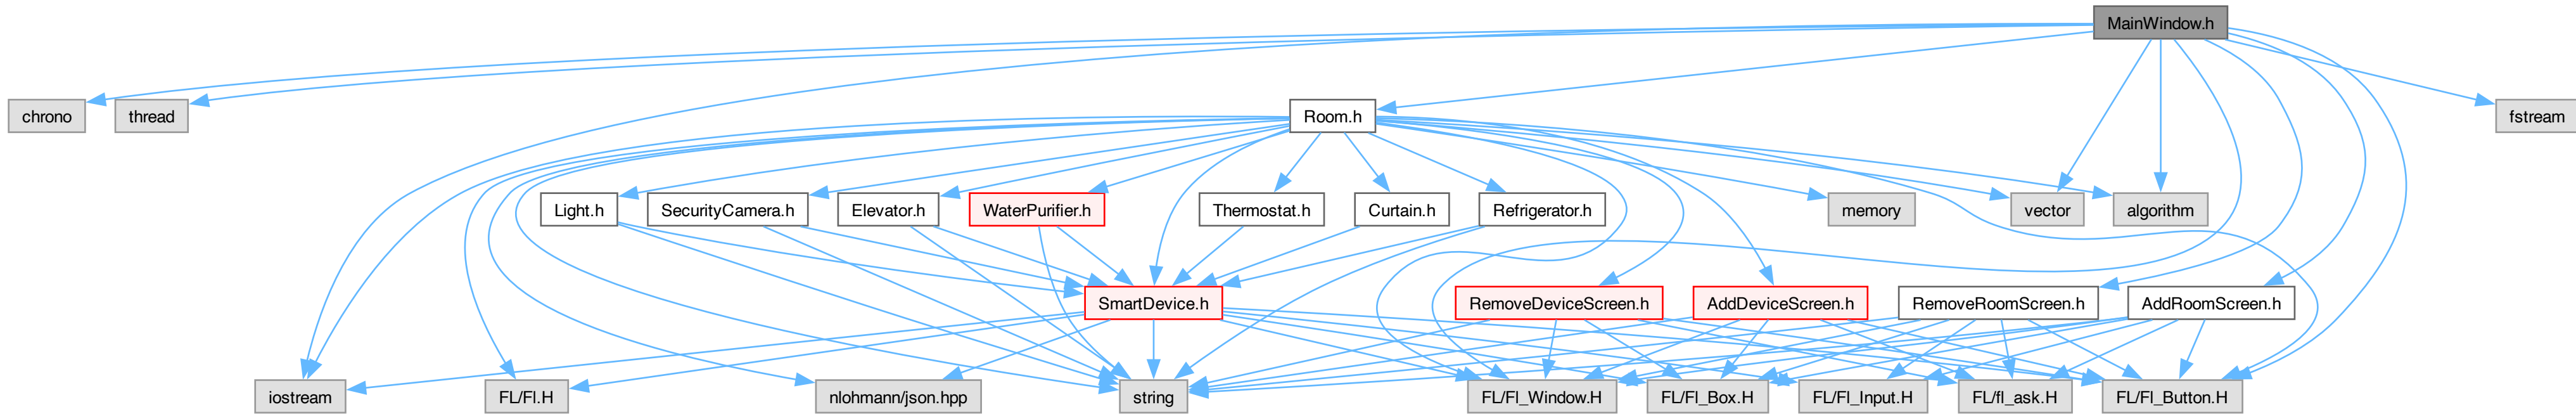 MainWindow.h
chrono
thread
Room.h
fstream
Light.h
SecurityCamera.h
Elevator.h
WaterPurifier.h
Thermostat.h
Curtain.h
Refrigerator.h
memory
vector
algorithm
SmartDevice.h
RemoveDeviceScreen.h
AddDeviceScreen.h
RemoveRoomScreen.h
AddRoomScreen.h
iostream
FL/Fl.H
nlohmann/json.hpp
string
FL/Fl_Window.H
FL/Fl_Box.H
FL/Fl_Input.H
FL/fl_ask.H
FL/Fl_Button.H